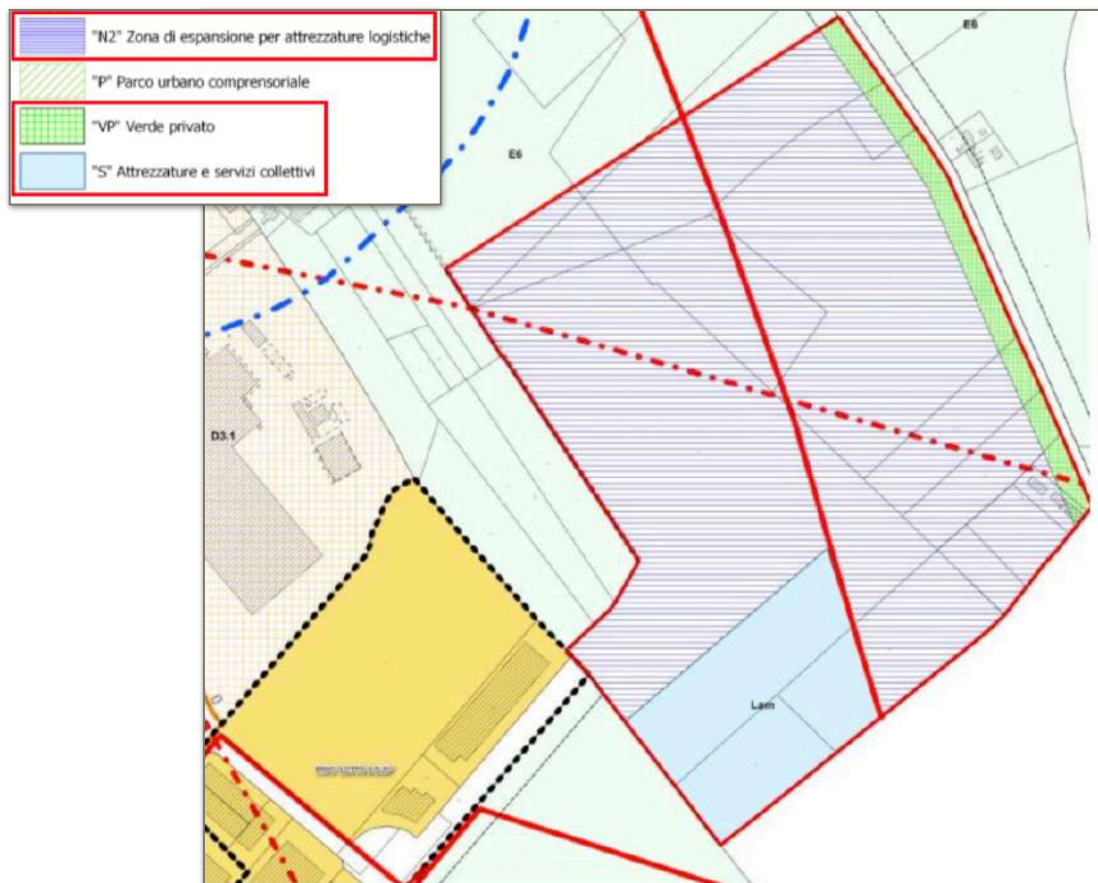 "N2" Zona di espansione per attrezzature logistiche
"P" Parco urbano comprensoriale
"VP" Verde privato
"S" Attrezzature e servizi collettivi
E6
E6
D3.1
Lam